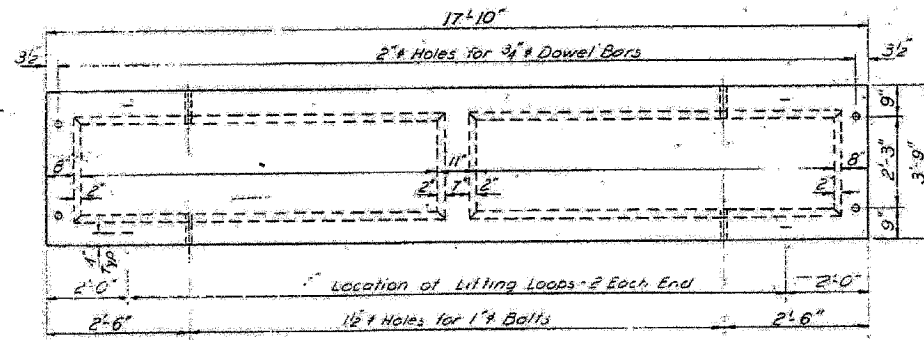 17'-10"
3½" 2"ϕ Holes for ¾"ϕ Dowel Bars 3½"
9"
8" 11" 8" 2'-3" 3'-9"
2" 2" 7" 2" 2"
9"
4" Typ
2'-0" Location of Lifting Loops-2 Each End 2'-0"
2'-6" 1½"ϕ Holes for 1"ϕ Bolts 2'-6"